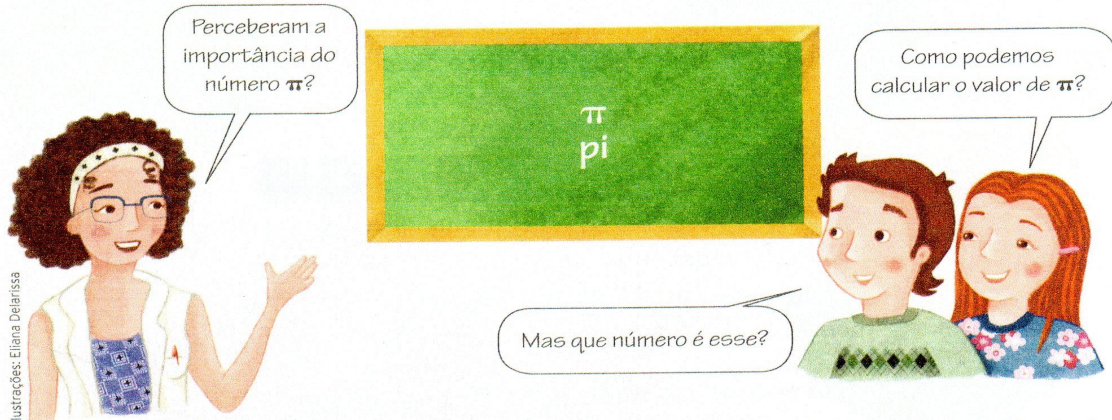 Perceberam a
importância do
número π?
π
pi
Como podemos
calcular o valor de π?
Mas que número é esse?
Ilustrações: Eliana Delarissa